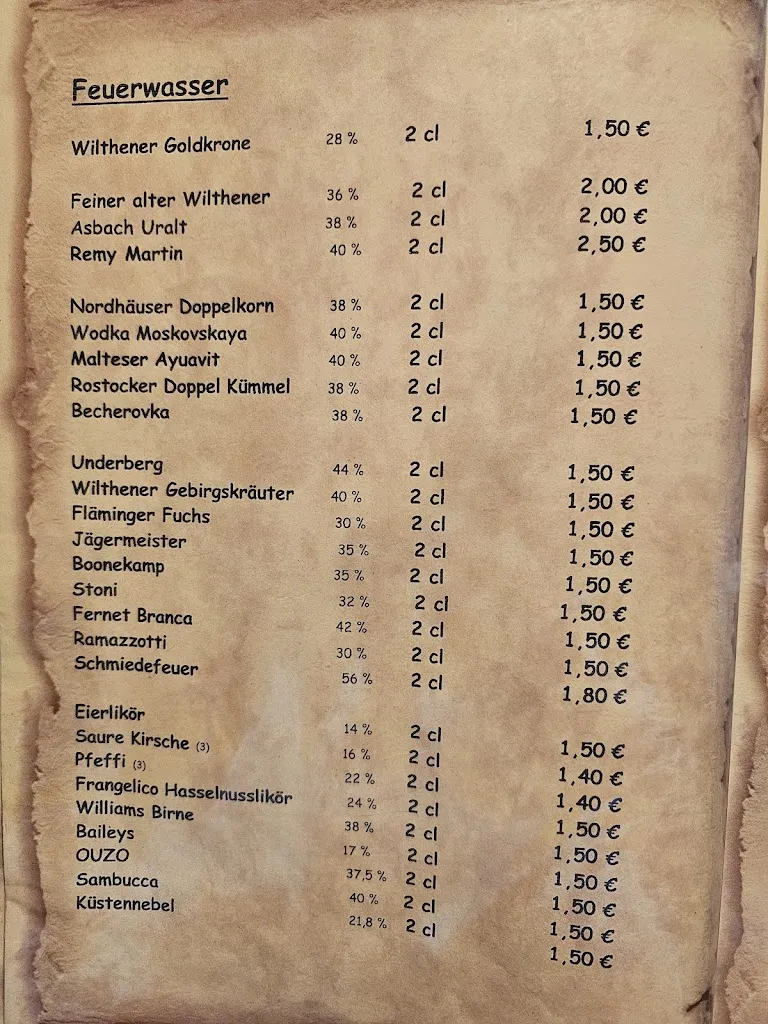 Feuerwasser
Wilthener Goldkrone 28 % 2 cl 1,50 €
Feiner alter Wilthener 36 % 2 cl 2,00 €
Asbach Uralt 38 % 2 cl 2,00 €
Remy Martin 40 % 2 cl 2,50 €
Nordhäuser Doppelkorn 38 % 2 cl 1,50 €
Wodka Moskovskaya 40 % 2 cl 1,50 €
Malteser Ayuavit 40 % 2 cl 1,50 €
Rostocker Doppel Kümmel 38 % 2 cl 1,50 €
Becherovka 38 % 2 cl 1,50 €
Underberg 44 % 2 cl 1,50 €
Wilthener Gebirgskräuter 40 % 2 cl 1,50 €
Fläminger Fuchs 30 % 2 cl 1,50 €
Jägermeister 35 % 2 cl 1,50 €
Boonekamp 35 % 2 cl 1,50 €
Stoni 32 % 2 cl 1,50 €
Fernet Branca 42 % 2 cl 1,50 €
Ramazzotti 30 % 2 cl 1,50 €
Schmiedefeuer 56 % 2 cl 1,80 €
Eierlikör 14 % 2 cl 1,50 €
Saure Kirsche (3) 16 % 2 cl 1,40 €
Pfeffi (3) 22 % 2 cl 1,40 €
Frangelico Hasselnusslikör 24 % 2 cl 1,50 €
Williams Birne 38 % 2 cl 1,50 €
Baileys 17 % 2 cl 1,50 €
OUZO 37,5 % 2 cl 1,50 €
Sambucca 40 % 2 cl 1,50 €
Küstennebel 21,8 % 2 cl 1,50 €